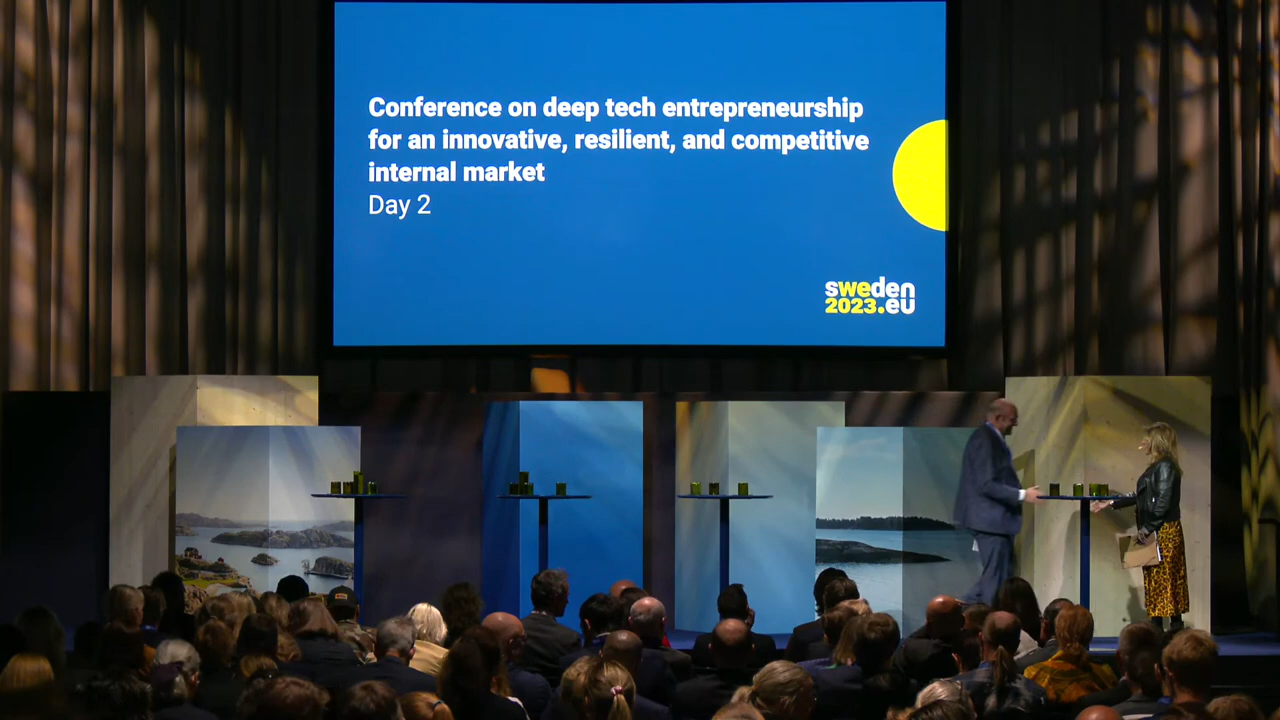 Conference on deep tech entrepreneurship
for an innovative, resilient, and competitive
internal market
Day 2
sweden
2023.eu